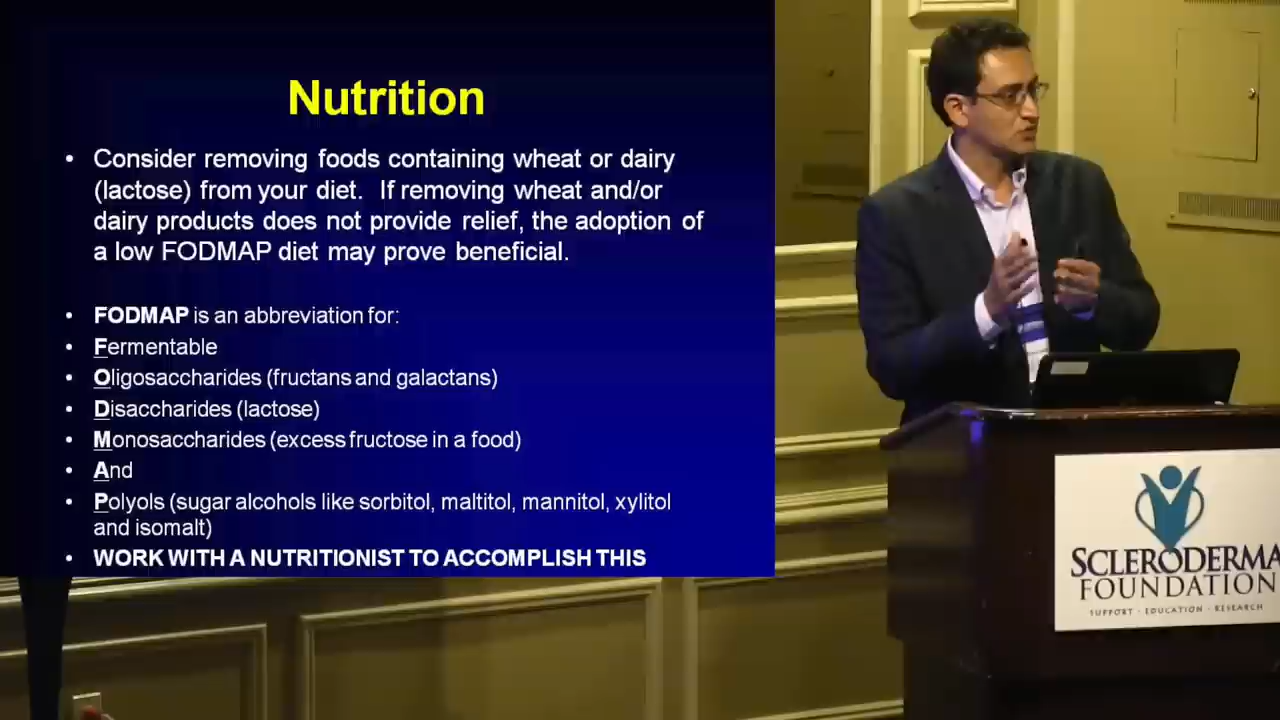 Nutrition
• Consider removing foods containing wheat or dairy
(lactose) from your diet.  If removing wheat and/or
dairy products does not provide relief, the adoption of
a low FODMAP diet may prove beneficial.
• FODMAP is an abbreviation for:
• Fermentable
• Oligosaccharides (fructans and galactans)
• Disaccharides (lactose)
• Monosaccharides (excess fructose in a food)
• And
• Polyols (sugar alcohols like sorbitol, maltitol, mannitol, xylitol
and isomalt)
• WORK WITH A NUTRITIONIST TO ACCOMPLISH THIS
SCLERODERMA
FOUNDATION
SUPPORT · EDUCATION · RESEARCH